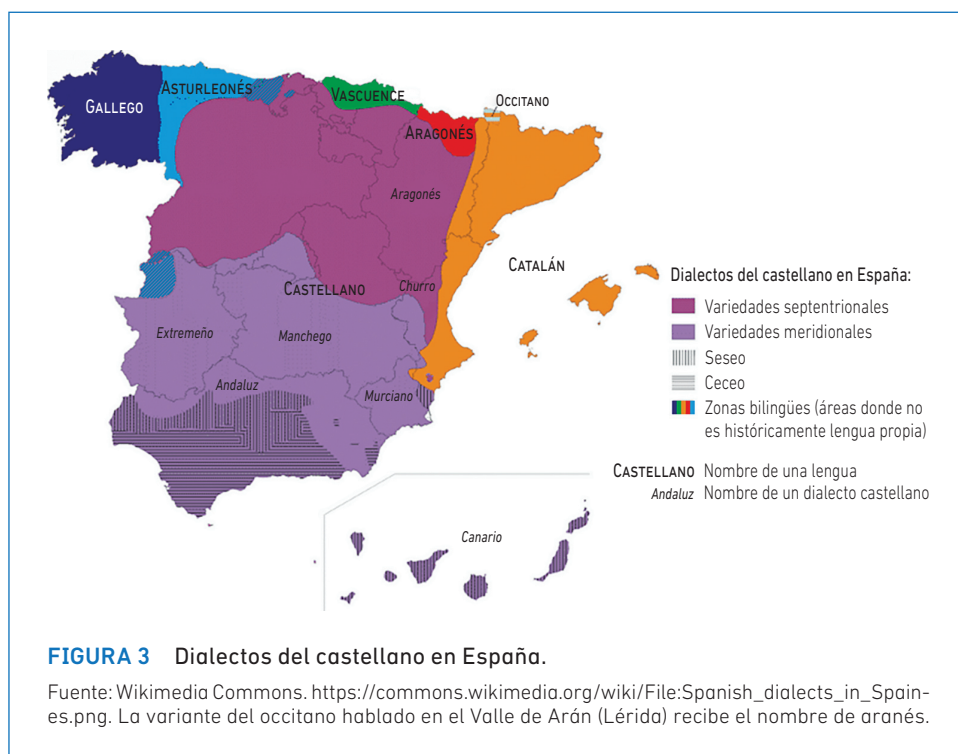 GALLEGO
ASTURLEONÉS
VASCUENCE
OCCITANO
ARAGONÉS
Aragonés
CATALÁN
CASTELLANO
Churro
Extremeño
Manchego
Andaluz
Murciano
Canario
Dialectos del castellano en España:
Variedades septentrionales
Variedades meridionales
Seseo
Ceceo
Zonas bilingües (áreas donde no
es históricamente lengua propia)
CASTELLANO Nombre de una lengua
Andaluz Nombre de un dialecto castellano
FIGURA 3 Dialectos del castellano en España.
Fuente: Wikimedia Commons. https://commons.wikimedia.org/wiki/File:Spanish_dialects_in_Spain-
es.png. La variante del occitano hablado en el Valle de Arán (Lérida) recibe el nombre de aranés.